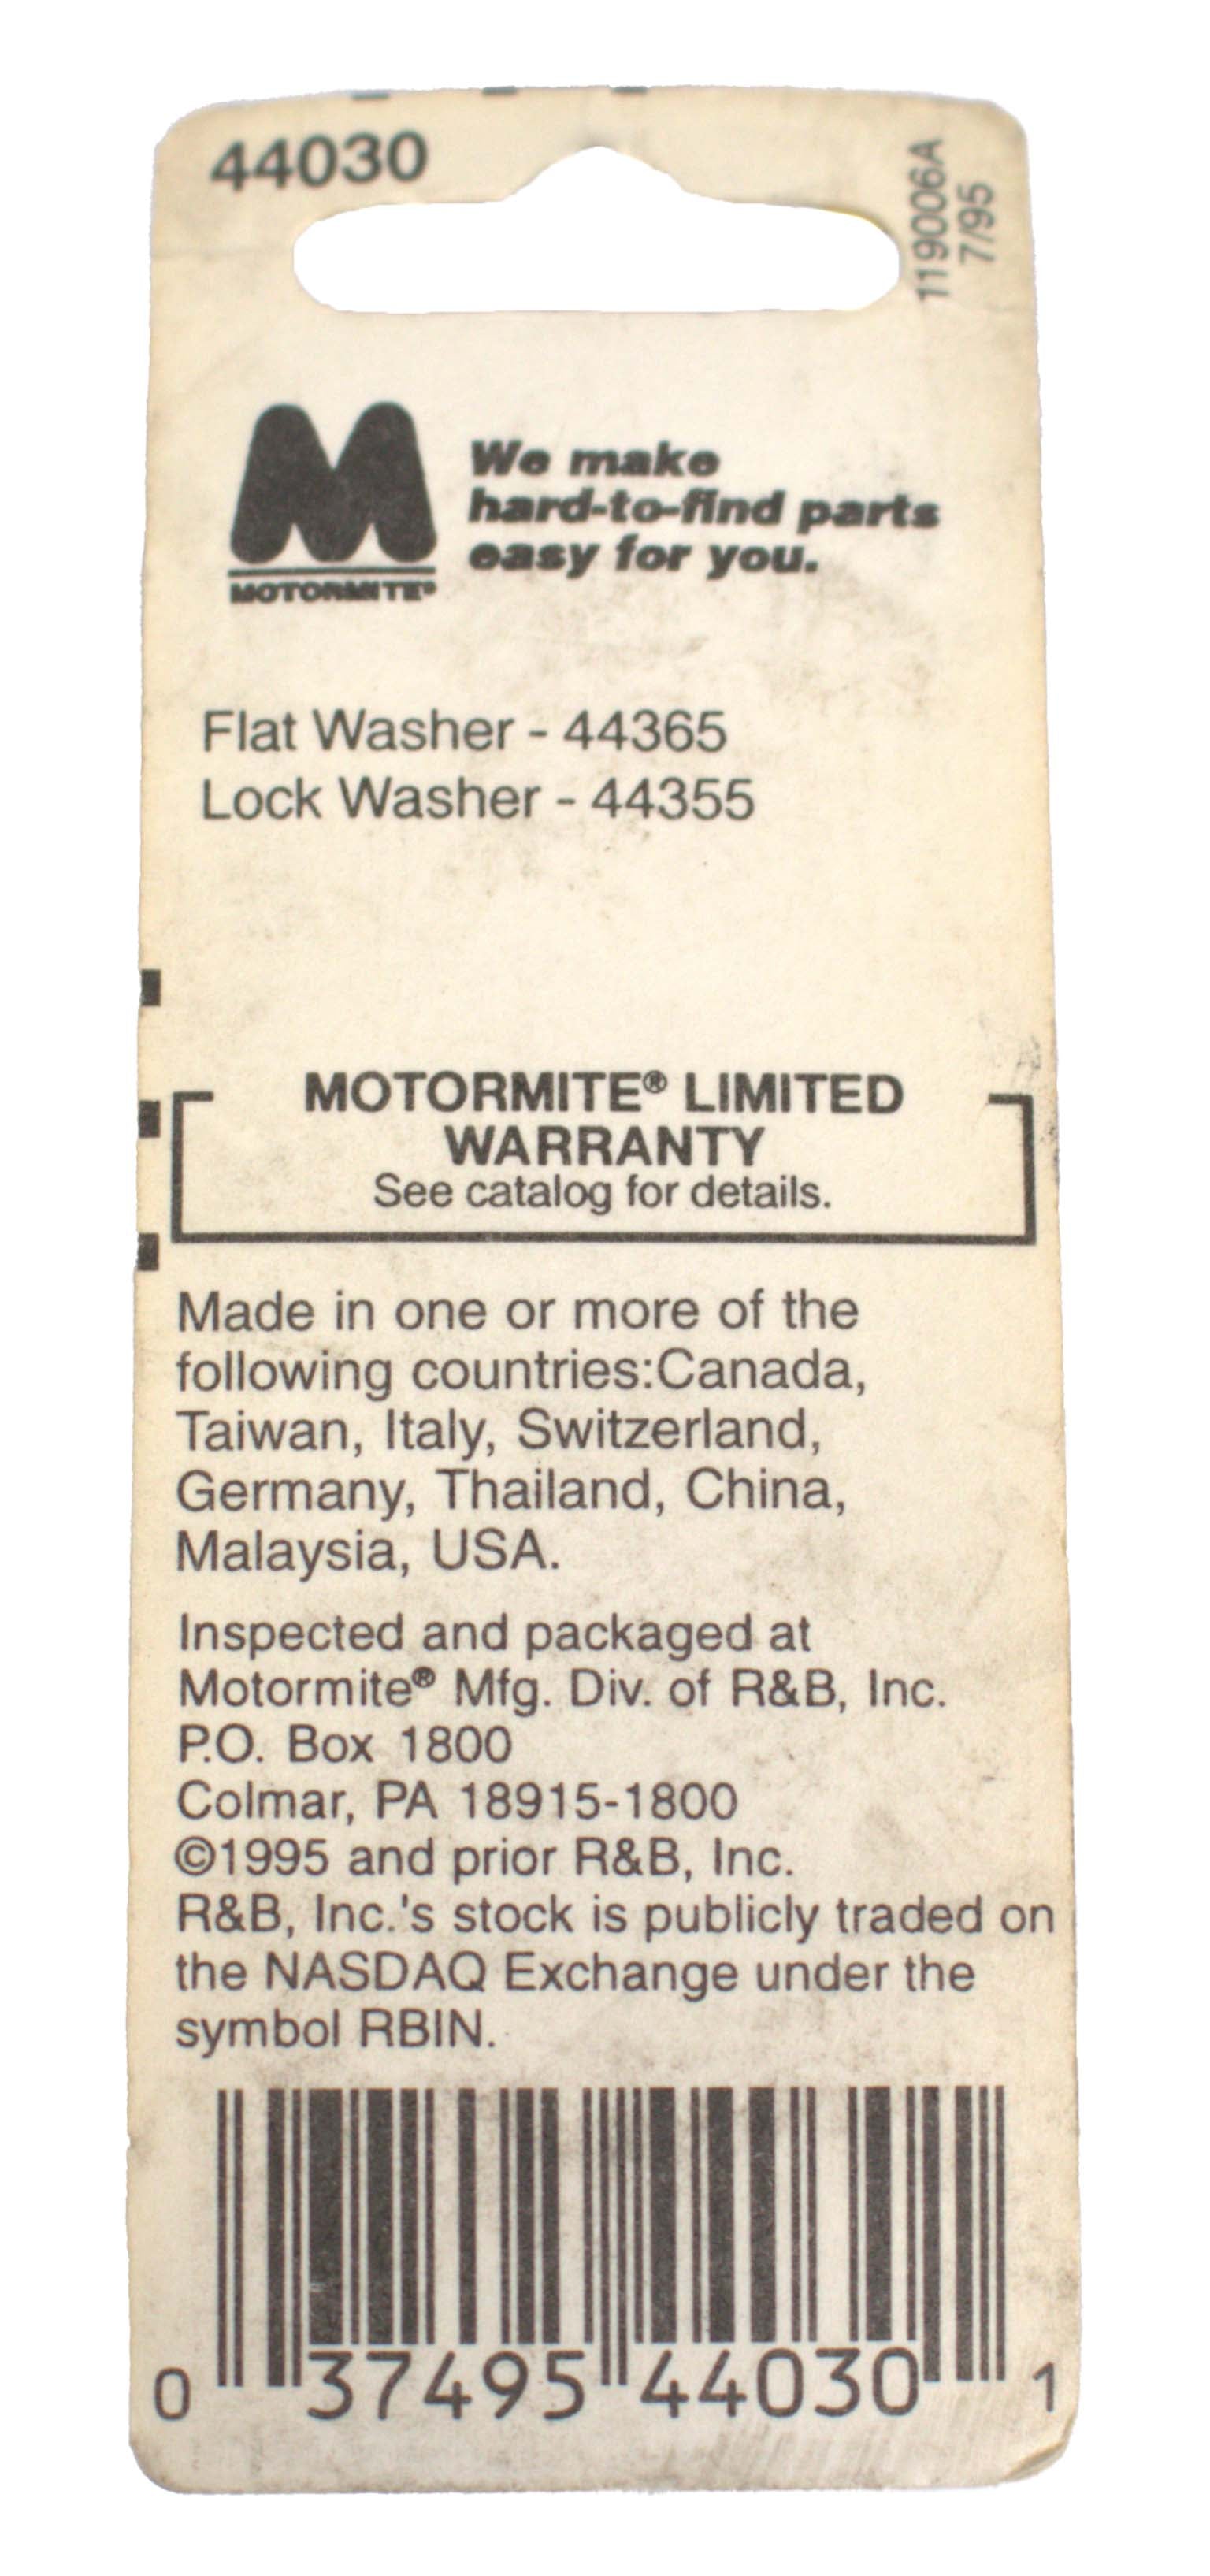 44030
119006A
7/95
We make
hard-to-find parts
easy for you.
MOTORMITE®
Flat Washer - 44365
Lock Washer - 44355
MOTORMITE® LIMITED
WARRANTY
See catalog for details.
Made in one or more of the
following countries:Canada,
Taiwan, Italy, Switzerland,
Germany, Thailand, China,
Malaysia, USA.
Inspected and packaged at
Motormite® Mfg. Div. of R&B, Inc.
P.O. Box 1800
Colmar, PA 18915-1800
©1995 and prior R&B, Inc.
R&B, Inc.'s stock is publicly traded on
the NASDAQ Exchange under the
symbol RBIN.
0 37495 44030 1